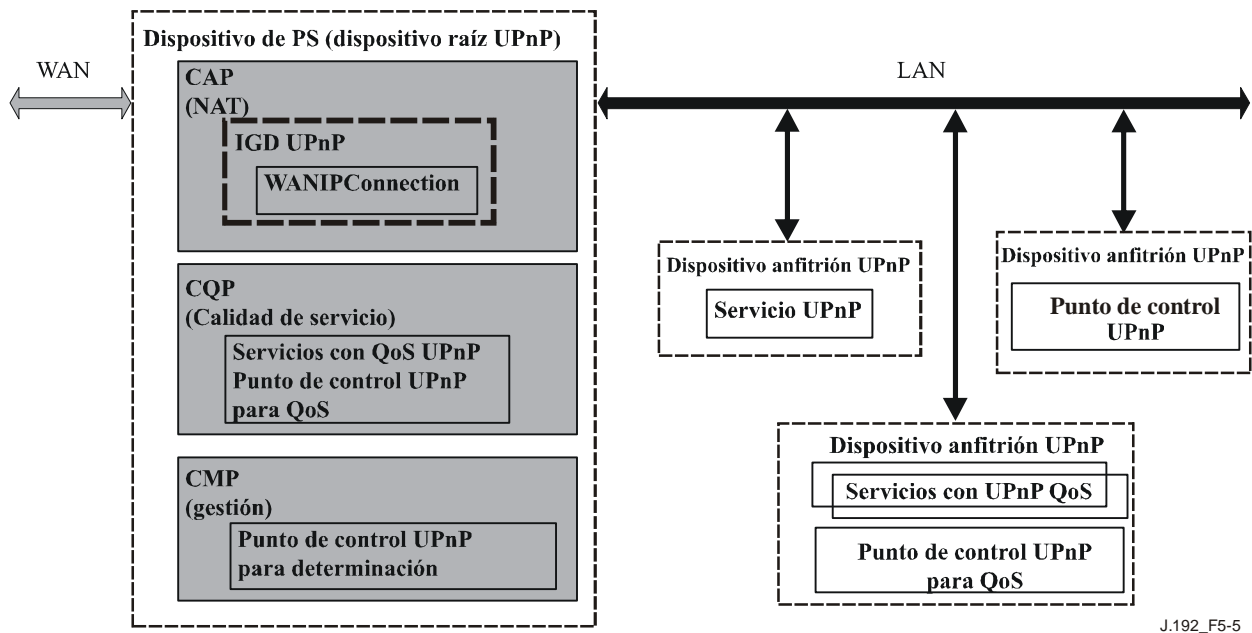 WAN
Dispositivo de PS (dispositivo raíz UPnP)
CAP
(NAT)
IGD UPnP
WANIPConnection
CQP
(Calidad de servicio)
Servicios con QoS UPnP
Punto de control UPnP
para QoS
CMP
(gestión)
Punto de control UPnP
para determinación
LAN
Dispositivo anfitrión UPnP
Servicio UPnP
Dispositivo anfitrión UPnP
Punto de control
UPnP
Dispositivo anfitrión UPnP
Servicios con UPnP QoS
Punto de control UPnP
para QoS
J.192_F5-5